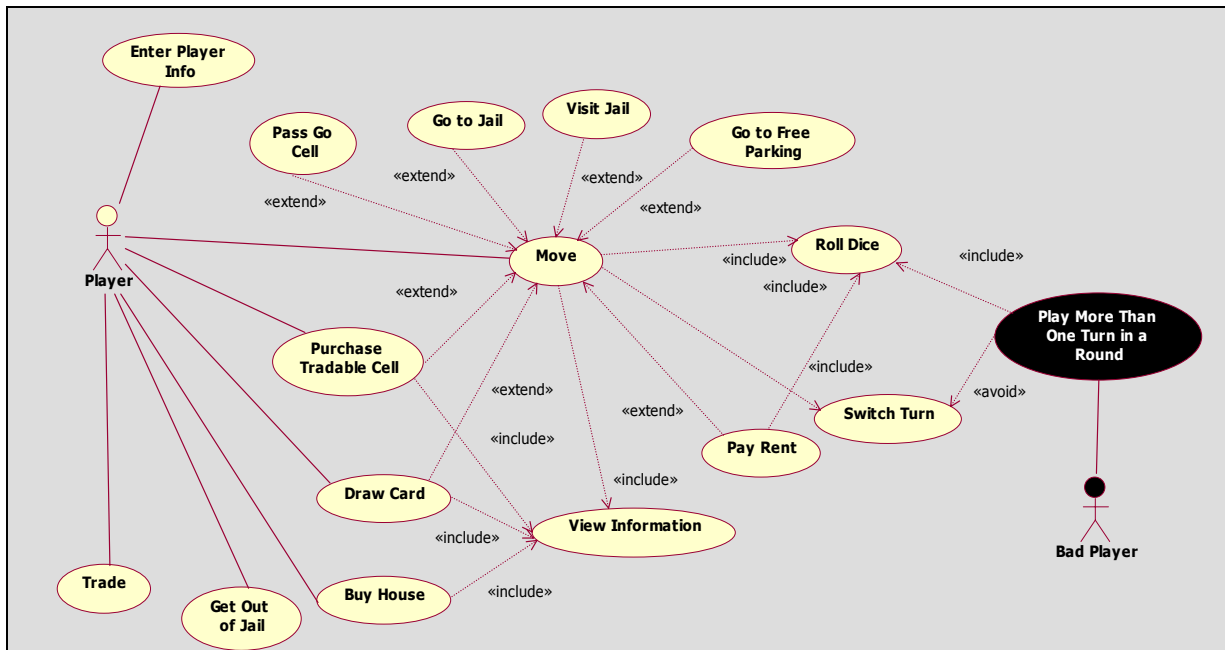 Enter Player
Info
Pass Go
Cell
Go to Jail
Visit Jail
Go to Free
Parking
«extend»
«extend»
«extend»
«extend»
Player
Move
Roll Dice
«include»
«include»
«include»
«extend»
Purchase
Tradable Cell
Play More Than
One Turn in a
Round
«extend»
«include»
«avoid»
«extend»
Switch Turn
«include»
Pay Rent
Draw Card
«include»
View Information
«include»
Bad Player
Trade
Get Out
of Jail
Buy House
«include»